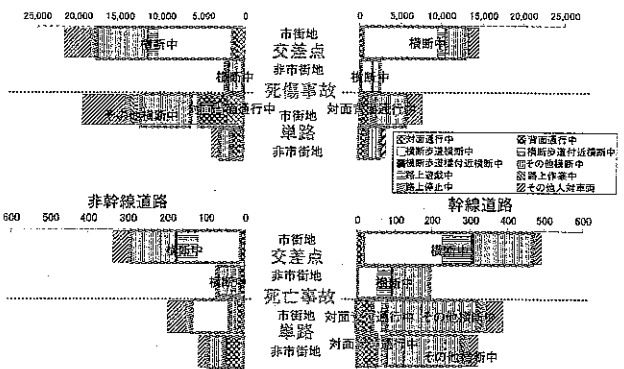 25,000 20,000 15,000 10,000 5,000 0 0 5,000 10,000 15,000 20,000 25,000
横断中 市街地 横断中
交差点
横断中 非市街地 横断中
死傷事故
その他横断中 市街地 対面 通行中
単路
非市街地
対面通行中 背面通行中
横断歩道横断中 横断歩道付近横断中
横断歩道橋付近横断中 その他横断中
路上遊戯中 路上作業中
路上停止中 その他人対車両
非幹線道路 幹線道路
600 500 400 300 200 100 0 0 100 200 300 400 500 600
横断中 市街地 横断中
交差点
横断中 非市街地 横断中
死亡事故
市街地 対面 通行中 その他横断中
単路
非市街地 対面 通行中
その他横断中